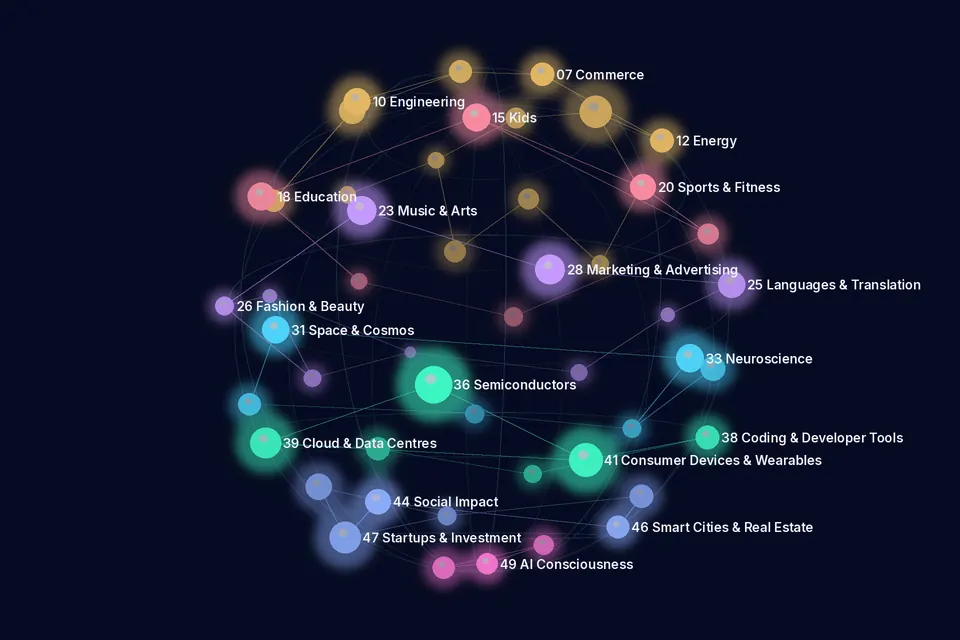 07 Commerce
10 Engineering
15 Kids
12 Energy
20 Sports & Fitness
18 Education
23 Music & Arts
28 Marketing & Advertising
25 Languages & Translation
26 Fashion & Beauty
31 Space & Cosmos
33 Neuroscience
36 Semiconductors
38 Coding & Developer Tools
39 Cloud & Data Centres
41 Consumer Devices & Wearables
44 Social Impact
46 Smart Cities & Real Estate
47 Startups & Investment
49 AI Consciousness